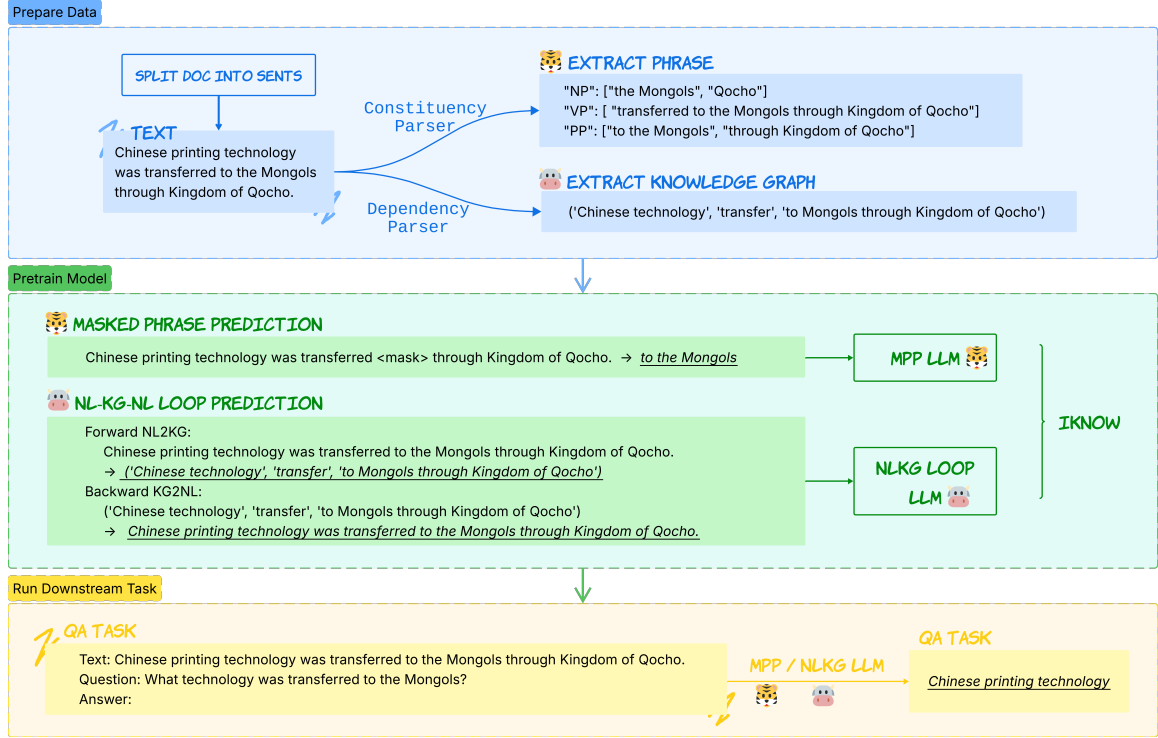 Prepare Data
SPLIT DOC INTO SENTS
TEXT
Chinese printing technology
was transferred to the Mongols
through Kingdom of Qocho.
Constituency
Parser
Dependency
Parser
EXTRACT PHRASE
"NP": ["the Mongols", "Qocho"]
"VP": [ "transferred to the Mongols through Kingdom of Qocho"]
"PP": ["to the Mongols", "through Kingdom of Qocho"]
EXTRACT KNOWLEDGE GRAPH
('Chinese technology', 'transfer', 'to Mongols through Kingdom of Qocho')
Pretrain Model
MASKED PHRASE PREDICTION
Chinese printing technology was transferred <mask> through Kingdom of Qocho. → to the Mongols
MPP LLM
NL-KG-NL LOOP PREDICTION
Forward NL2KG:
Chinese printing technology was transferred to the Mongols through Kingdom of Qocho.
→ ('Chinese technology', 'transfer', 'to Mongols through Kingdom of Qocho')
Backward KG2NL:
('Chinese technology', 'transfer', 'to Mongols through Kingdom of Qocho')
→ Chinese printing technology was transferred to the Mongols through Kingdom of Qocho.
NLKG LOOP
LLM
IKNOW
Run Downstream Task
QA TASK
Text: Chinese printing technology was transferred to the Mongols through Kingdom of Qocho.
Question: What technology was transferred to the Mongols?
Answer:
MPP / NLKG LLM
QA TASK
Chinese printing technology